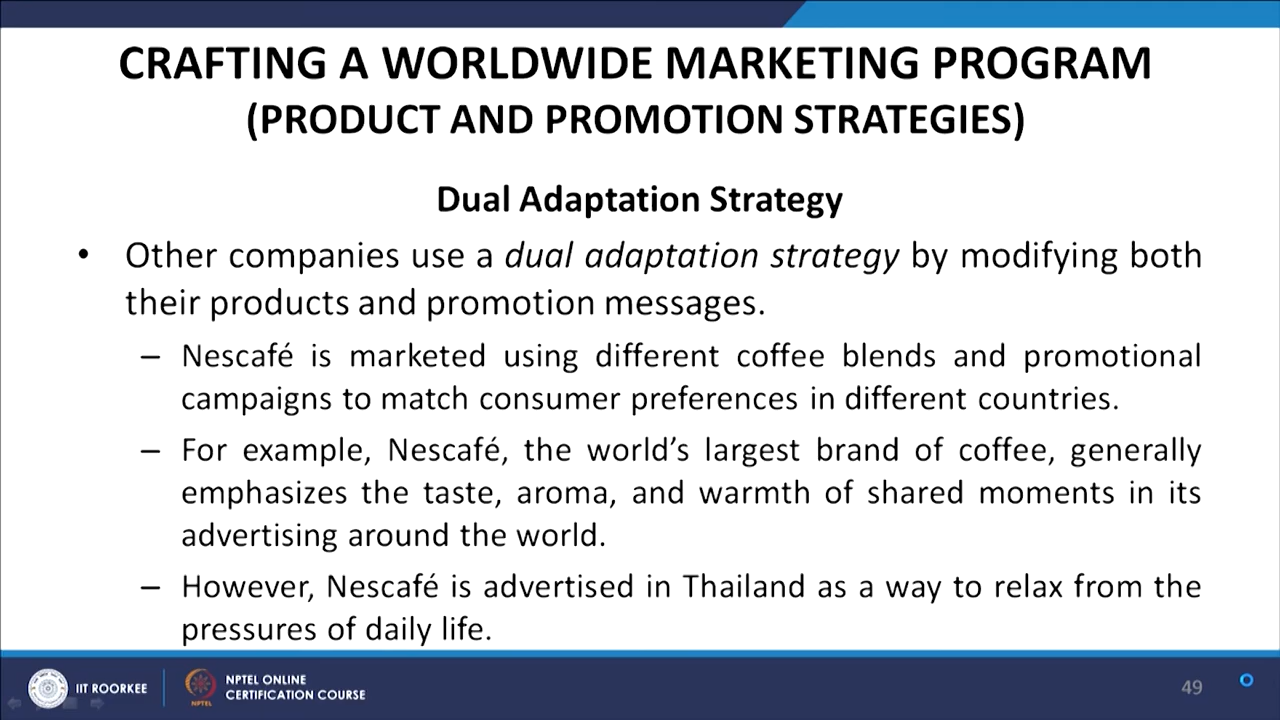 CRAFTING A WORLDWIDE MARKETING PROGRAM
(PRODUCT AND PROMOTION STRATEGIES)
Dual Adaptation Strategy
• Other companies use a dual adaptation strategy by modifying both
their products and promotion messages.
– Nescafé is marketed using different coffee blends and promotional
campaigns to match consumer preferences in different countries.
– For example, Nescafé, the world’s largest brand of coffee, generally
emphasizes the taste, aroma, and warmth of shared moments in its
advertising around the world.
– However, Nescafé is advertised in Thailand as a way to relax from the
pressures of daily life.
IIT ROORKEE
NPTEL
NPTEL ONLINE
CERTIFICATION COURSE
49